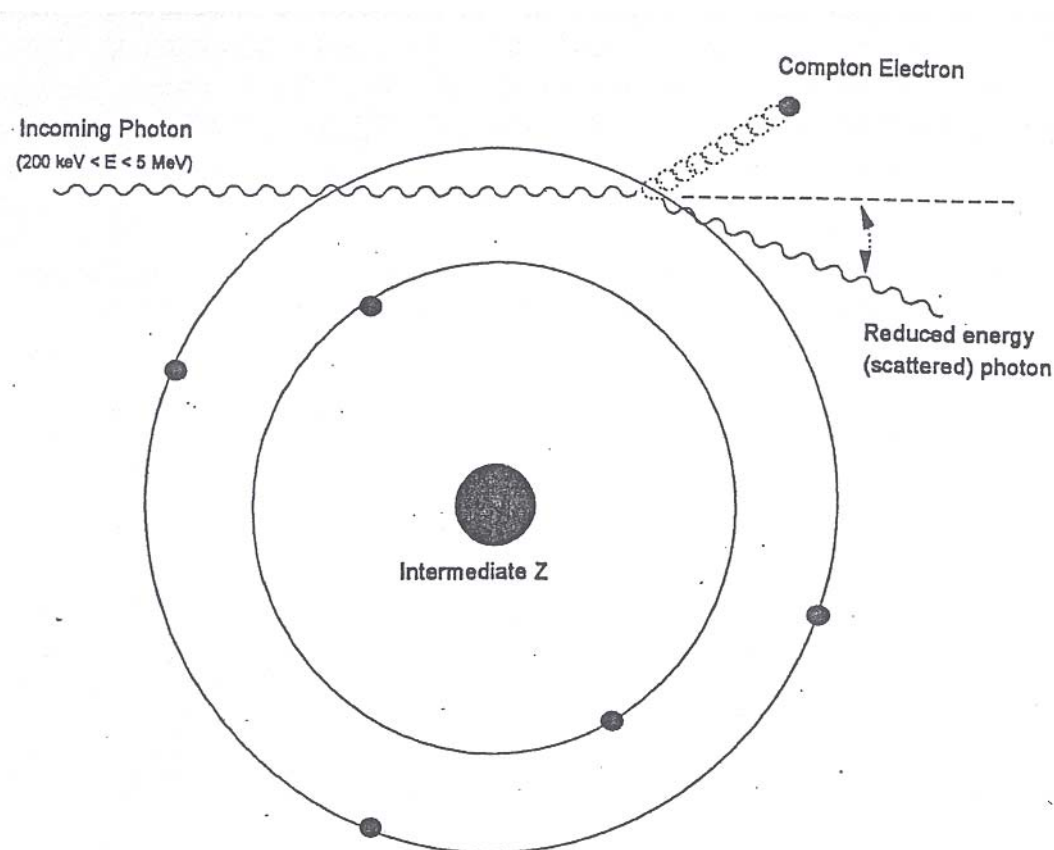 Compton Electron
Incoming Photon
(200 keV < E < 5 MeV)
Reduced energy
(scattered) photon
Intermediate Z